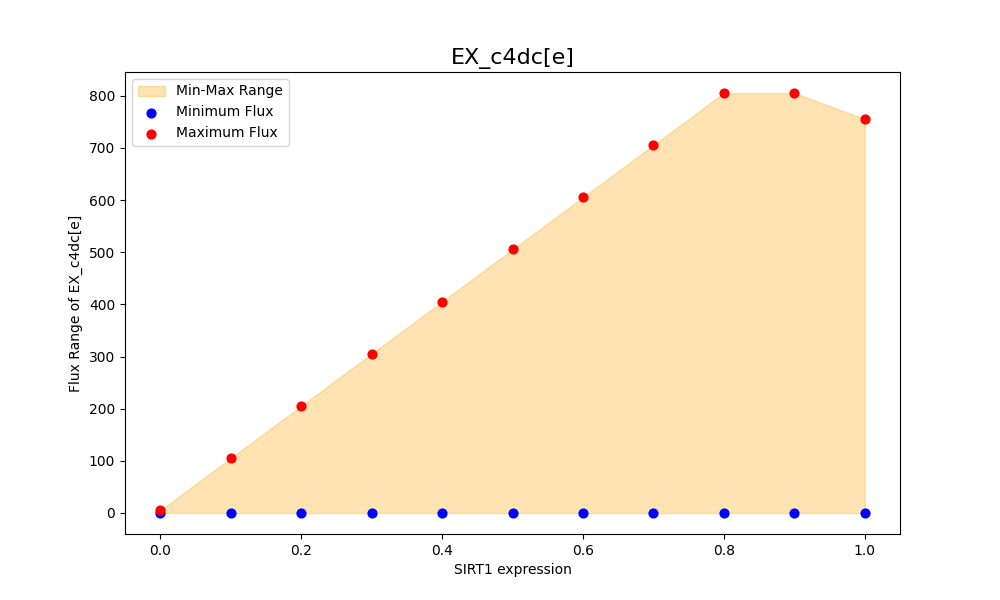 EX_c4dc[e]
Min-Max Range
Minimum Flux
Maximum Flux
Flux Range of EX_c4dc[e]
800
700
600
500
400
300
200
100
0
0.0 0.2 0.4 0.6 0.8 1.0
SIRT1 expression